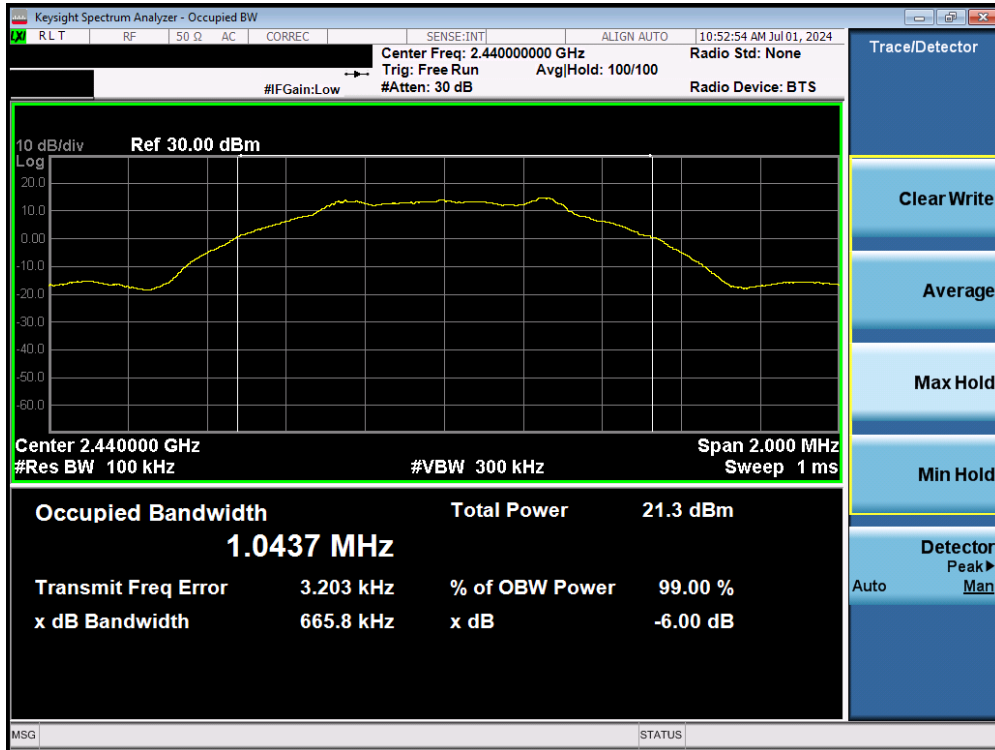 Keysight Spectrum Analyzer - Occupied BW
LXI RLT RF 50 Ω AC CORREC SENSE:INT ALIGN AUTO 10:52:54 AM Jul 01, 2024
Center Freq: 2.440000000 GHz Radio Std: None
Trig: Free Run Avg|Hold: 100/100
#IFGain:Low #Atten: 30 dB Radio Device: BTS
10 dB/div Ref 30.00 dBm
Log
20.0
10.0
0.00
-10.0
-20.0
-30.0
-40.0
-50.0
-60.0
Center 2.440000 GHz Span 2.000 MHz
#Res BW 100 kHz #VBW 300 kHz Sweep 1 ms
Occupied Bandwidth Total Power 21.3 dBm
1.0437 MHz
Transmit Freq Error 3.203 kHz % of OBW Power 99.00 %
x dB Bandwidth 665.8 kHz x dB -6.00 dB
MSG STATUS
Trace/Detector
Clear Write
Average
Max Hold
Min Hold
Detector
Peak▶
Auto Man